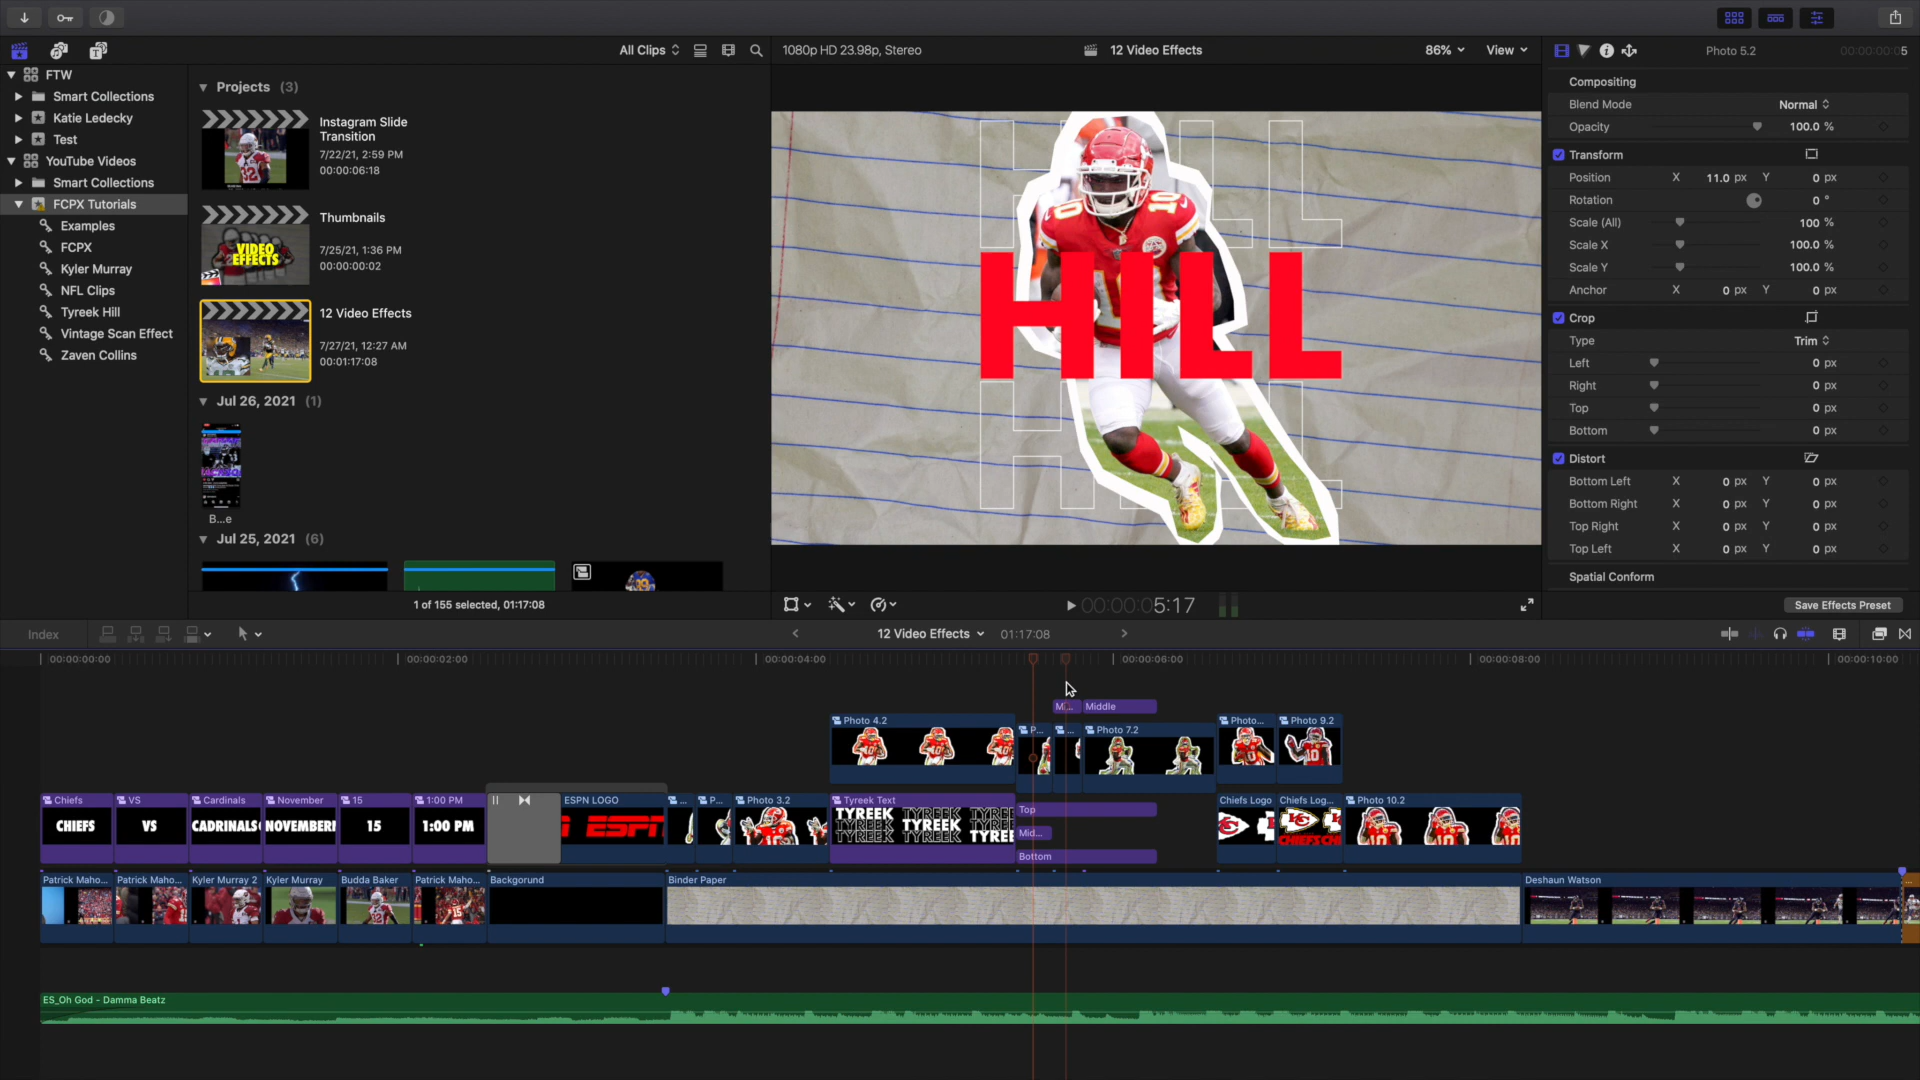 All Clips
1080p HD 23.98p, Stereo
12 Video Effects
86%
View
Photo 5.2
00:00:00:05
FTW
Smart Collections
Katie Ledecky
Test
YouTube Videos
Smart Collections
FCPX Tutorials
Examples
FCPX
Kyler Murray
NFL Clips
Tyreek Hill
Vintage Scan Effect
Zaven Collins
Projects (3)
Instagram Slide
Transition
7/22/21, 2:59 PM
00:00:06:18
Thumbnails
7/25/21, 1:36 PM
00:00:00:02
VIDEO
EFFECTS
12 Video Effects
7/27/21, 12:27 AM
00:01:17:08
Jul 26, 2021 (1)
B...e
Jul 25, 2021 (6)
1 of 155 selected, 01:17:08
HILL
10
10
00:00:05:17
Compositing
Blend Mode Normal
Opacity 100.0 %
Transform
Position X 11.0 px Y 0 px
Rotation 0 °
Scale (All) 100 %
Scale X 100.0 %
Scale Y 100.0 %
Anchor X 0 px Y 0 px
Crop
Type Trim
Left 0 px
Right 0 px
Top 0 px
Bottom 0 px
Distort
Bottom Left X 0 px Y 0 px
Bottom Right X 0 px Y 0 px
Top Right X 0 px Y 0 px
Top Left X 0 px Y 0 px
Spatial Conform
Save Effects Preset
Index
12 Video Effects
01:17:08
00:00:00:00
00:00:02:00
00:00:04:00
00:00:06:00
00:00:08:00
00:00:10:00
M... Middle
Photo 4.2
P...
...
Photo 7.2
Photo...
Photo 9.2
Chiefs
VS
Cardinals
November
15
1:00 PM
ESPN LOGO
...
P...
Photo 3.2
Tyreek Text
Top
Mid...
Bottom
Chiefs Logo
Chiefs Log...
Photo 10.2
CHIEFS
VS
CADRINALS
NOVEMBER
15
1:00 PM
ESPN
TYREEK
TYREEK
TYREEK
Patrick Maho...
Patrick Maho...
Kyler Murray 2
Kyler Murray
Budda Baker
Patrick Maho...
Backgorund
Binder Paper
Deshaun Watson
...
ES_Oh God - Damma Beatz